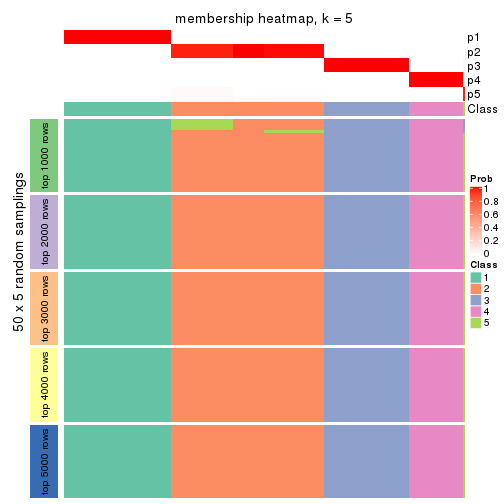 membership heatmap, k = 5
p1
p2
p3
p4
p5
Class
50 x 5 random samplings
top 1000 rows
top 2000 rows
top 3000 rows
top 4000 rows
top 5000 rows
Prob
1
0.8
0.6
0.4
0.2
0
Class
1
2
3
4
5